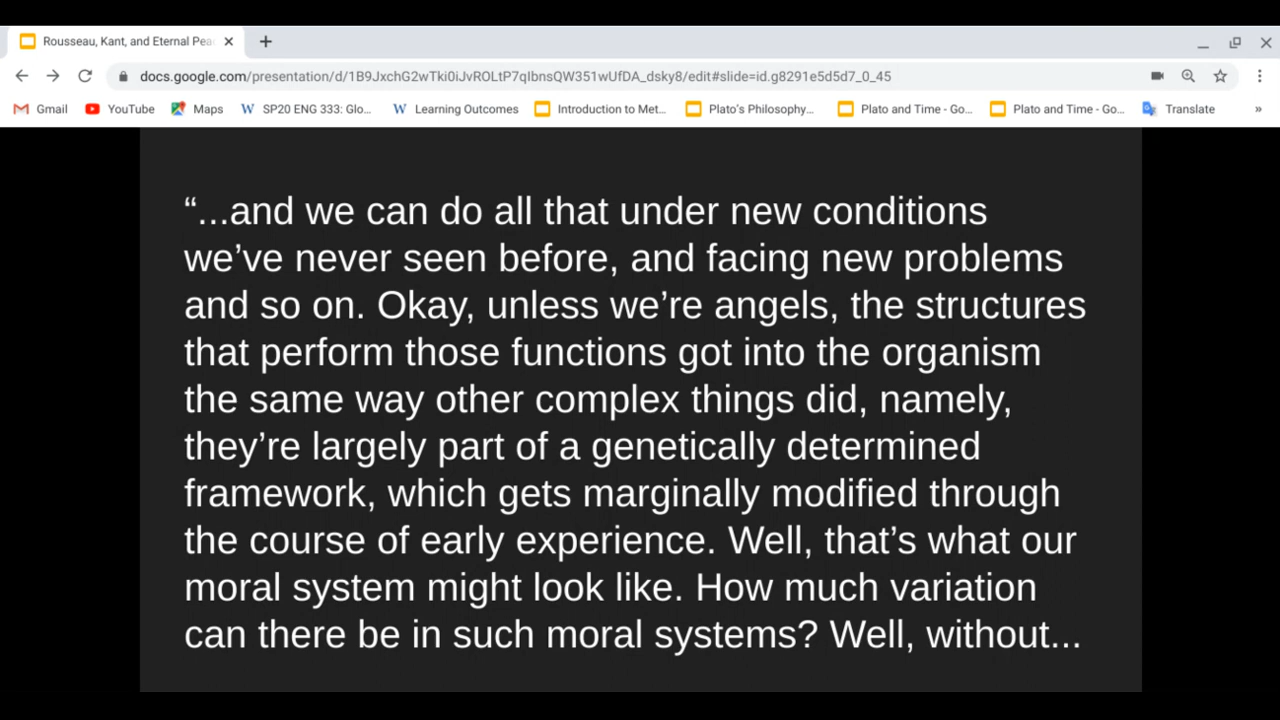 Rousseau, Kant, and Eternal Pea
docs.google.com/presentation/d/1B9JxchG2wTki0iJvROLtP7qIbnsQW351wUfDA_dsky8/edit#slide=id.g8291e5d5d7_0_45
Gmail YouTube Maps SP20 ENG 333: Glo... Learning Outcomes Introduction to Met... Plato's Philosophy... Plato and Time - Go... Plato and Time - Go... Translate »
“...and we can do all that under new conditions
we’ve never seen before, and facing new problems
and so on. Okay, unless we’re angels, the structures
that perform those functions got into the organism
the same way other complex things did, namely,
they’re largely part of a genetically determined
framework, which gets marginally modified through
the course of early experience. Well, that’s what our
moral system might look like. How much variation
can there be in such moral systems? Well, without...